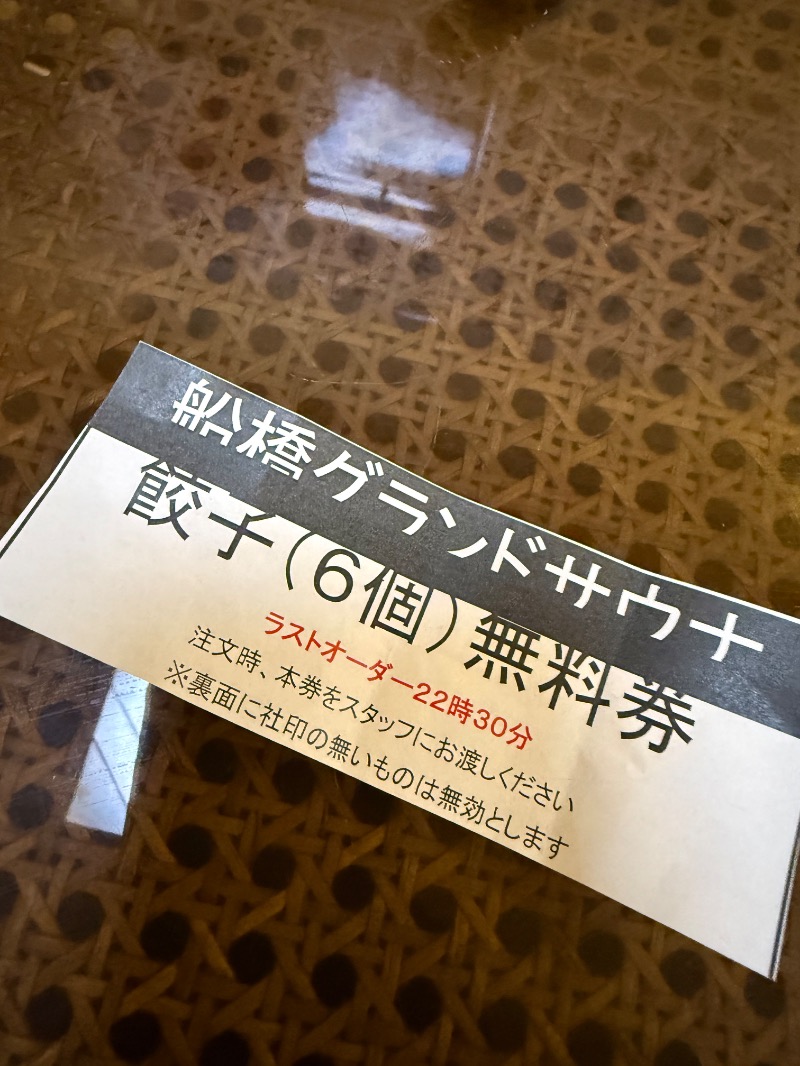 船橋グランドサウナ
餃子(6個)無料券
ラストオーダー22時30分
注文時、本券をスタッフにお渡しください
※裏面に社印の無いものは無効とします